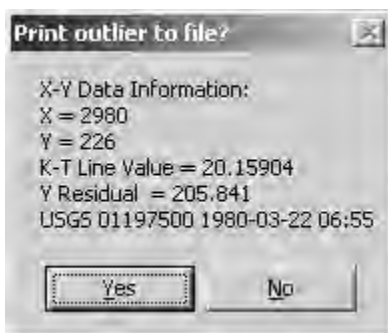 Print outlier to file?
X-Y Data Information:
X = 2980
Y = 226
K-T Line Value = 20.15904
Y Residual = 205.841
USGS 01197500 1980-03-22 06:55
Yes
No